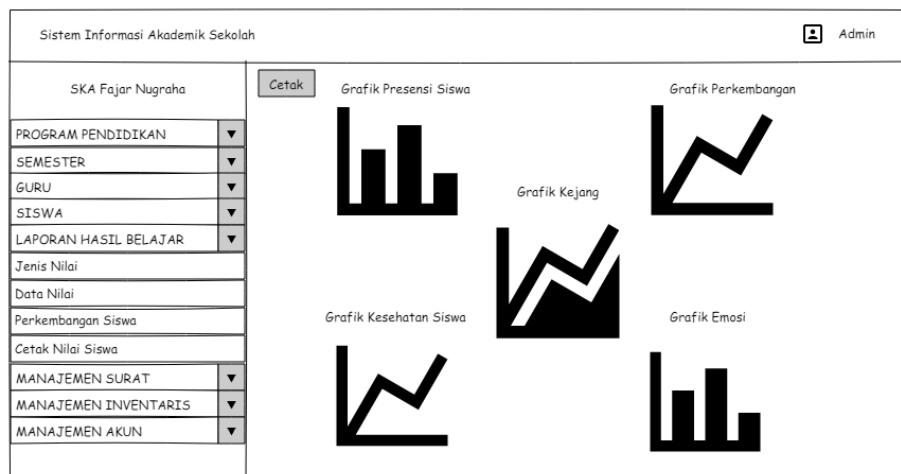 Sistem Informasi Akademik Sekolah
Admin
SKA Fajar Nugraha
PROGRAM PENDIDIKAN
SEMESTER
GURU
SISWA
LAPORAN HASIL BELAJAR
Jenis Nilai
Data Nilai
Perkembangan Siswa
Cetak Nilai Siswa
MANAJEMEN SURAT
MANAJEMEN INVENTARIS
MANAJEMEN AKUN
Cetak
Grafik Presensi Siswa
Grafik Perkembangan
Grafik Kejang
Grafik Kesehatan Siswa
Grafik Emosi